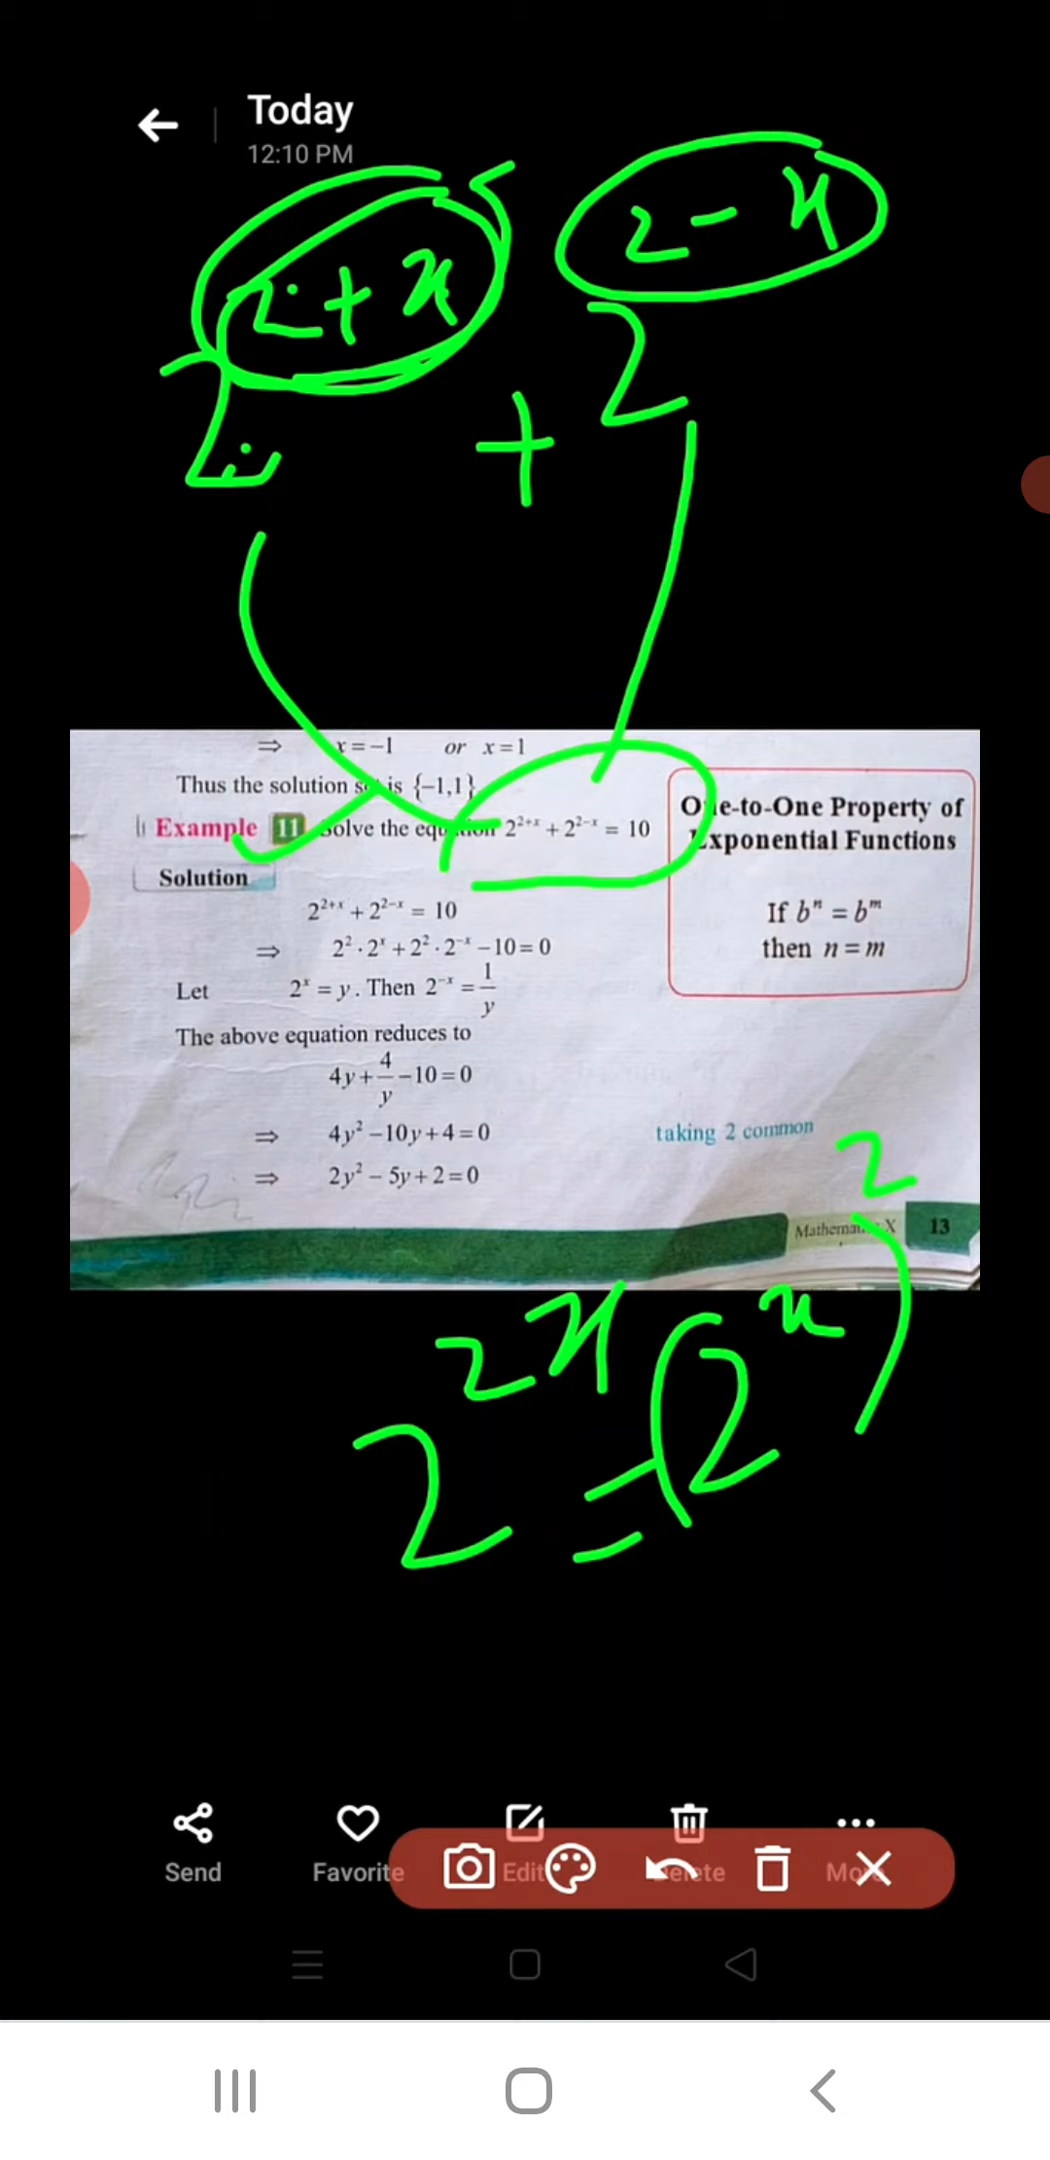 Today
12:10 PM
2^{2+x} + 2^{2-x}
⇒ x = -1 or x = 1
Thus the solution set is {-1,1}
Example 11 Solve the equation 2^{2+x} + 2^{2-x} = 10
Solution
2^{2+x} + 2^{2-x} = 10
⇒ 2^2 · 2^x + 2^2 · 2^{-x} - 10 = 0
Let 2^x = y. Then 2^{-x} = 1/y
The above equation reduces to
4y + 4/y - 10 = 0
⇒ 4y² - 10y + 4 = 0 taking 2 common
⇒ 2y² - 5y + 2 = 0
One-to-One Property of
Exponential Functions
If b^n = b^m
then n = m
Mathematics X 13
2^{2x} = (2^x)^2
Send Favorite Edit Delete More